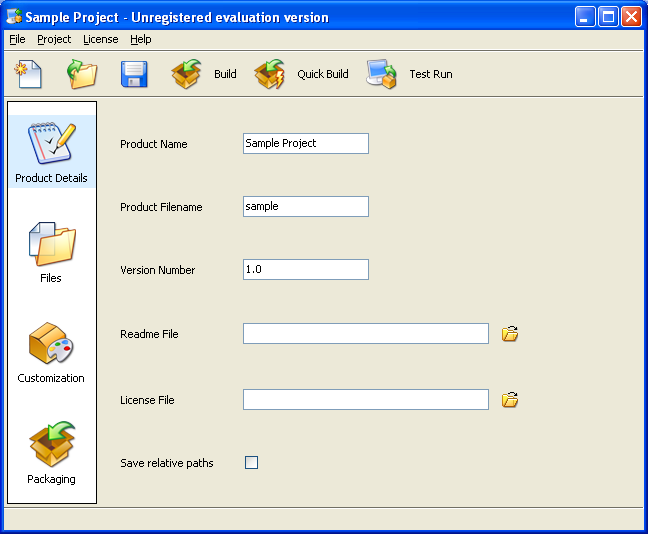 Sample Project - Unregistered evaluation version
File Project License Help
Build Quick Build Test Run
Product Details
Files
Customization
Packaging
Product Name Sample Project
Product Filename sample
Version Number 1.0
Readme File
License File
Save relative paths